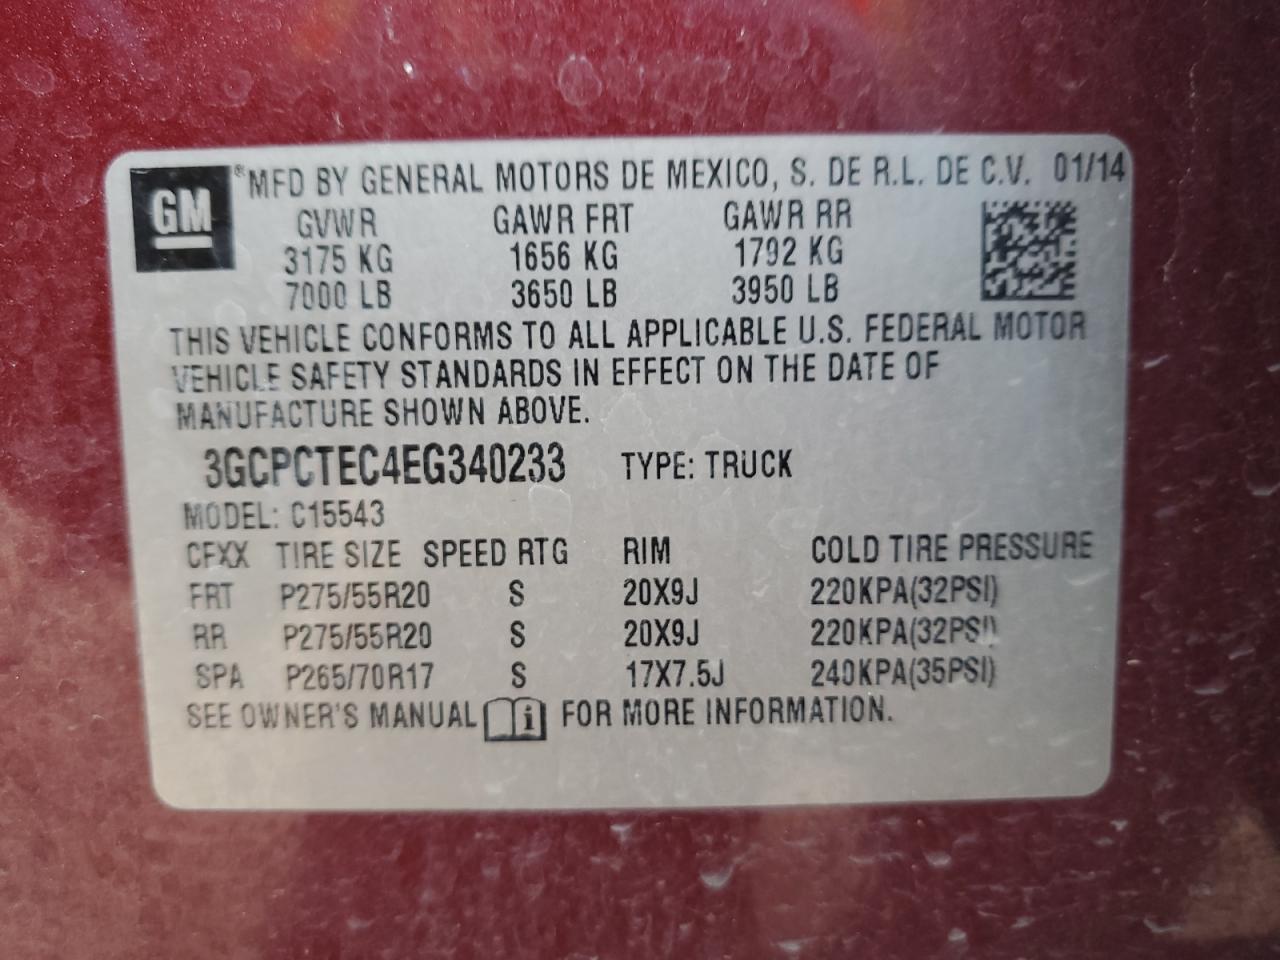 GM ® MFD BY GENERAL MOTORS DE MEXICO, S. DE R.L. DE C.V. 01/14
GVWR GAWR FRT GAWR RR
3175 KG 1656 KG 1792 KG
7000 LB 3650 LB 3950 LB
THIS VEHICLE CONFORMS TO ALL APPLICABLE U.S. FEDERAL MOTOR
VEHICLE SAFETY STANDARDS IN EFFECT ON THE DATE OF
MANUFACTURE SHOWN ABOVE.
3GCPCTEC4EG340233 TYPE: TRUCK
MODEL: C15543
CFXX TIRE SIZE SPEED RTG RIM COLD TIRE PRESSURE
FRT P275/55R20 S 20X9J 220KPA(32PSI)
RR P275/55R20 S 20X9J 220KPA(32PSI)
SPA P265/70R17 S 17X7.5J 240KPA(35PSI)
SEE OWNER'S MANUAL i FOR MORE INFORMATION.